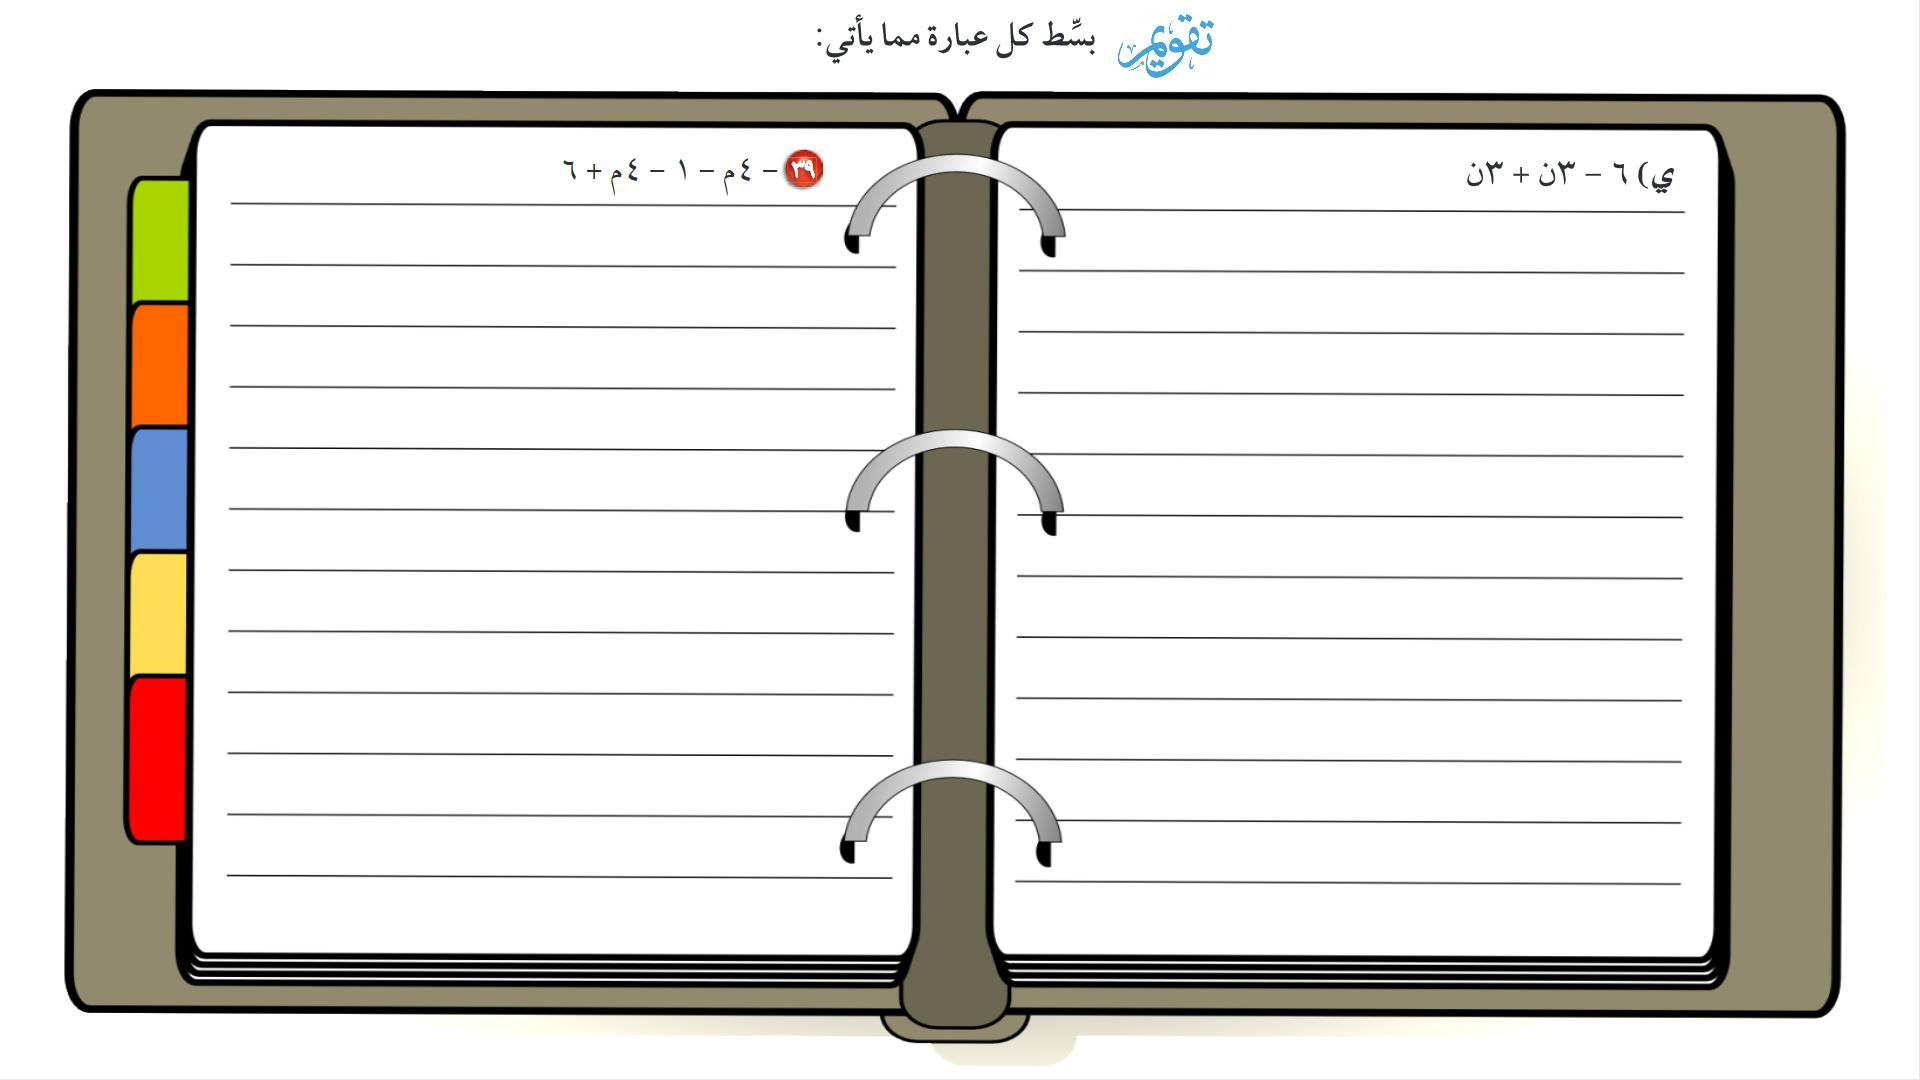 تقويم بسِّط كل عبارة مما يأتي:
ي) ٦ – ٣ن + ٣ن
٣٩ – ٤م – ١ – ٤م + ٦